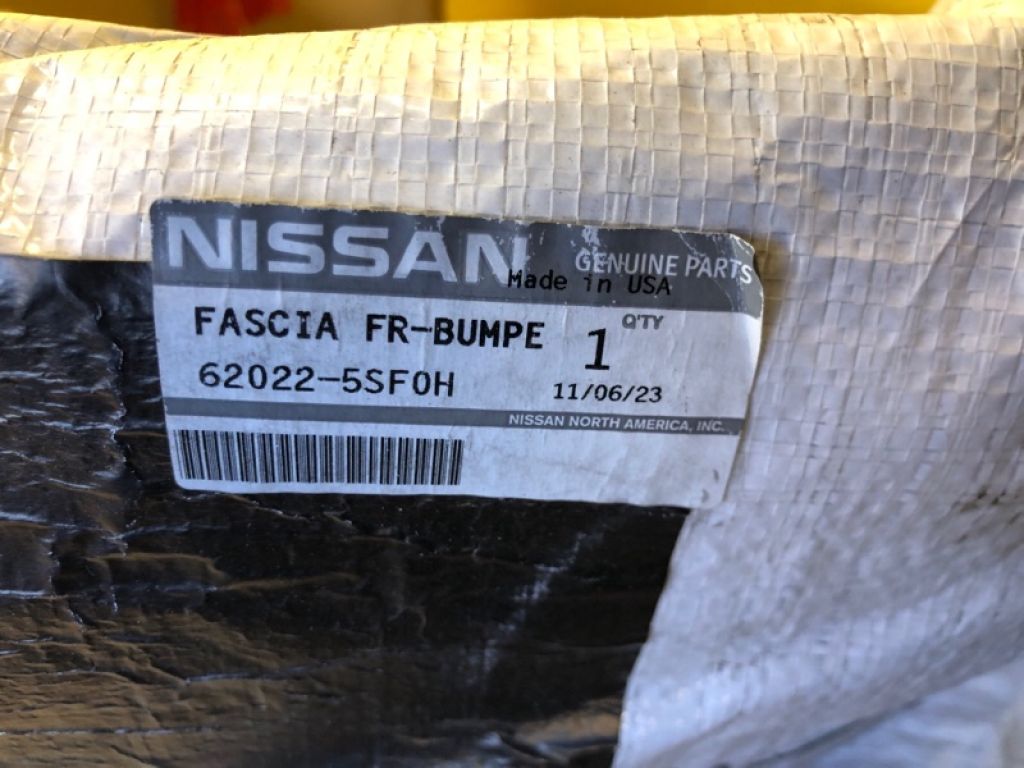 NISSAN GENUINE PARTS
Made in USA
FASCIA FR-BUMPE
Q'TY
1
62022-5SF0H
11/06/23
NISSAN NORTH AMERICA, INC.